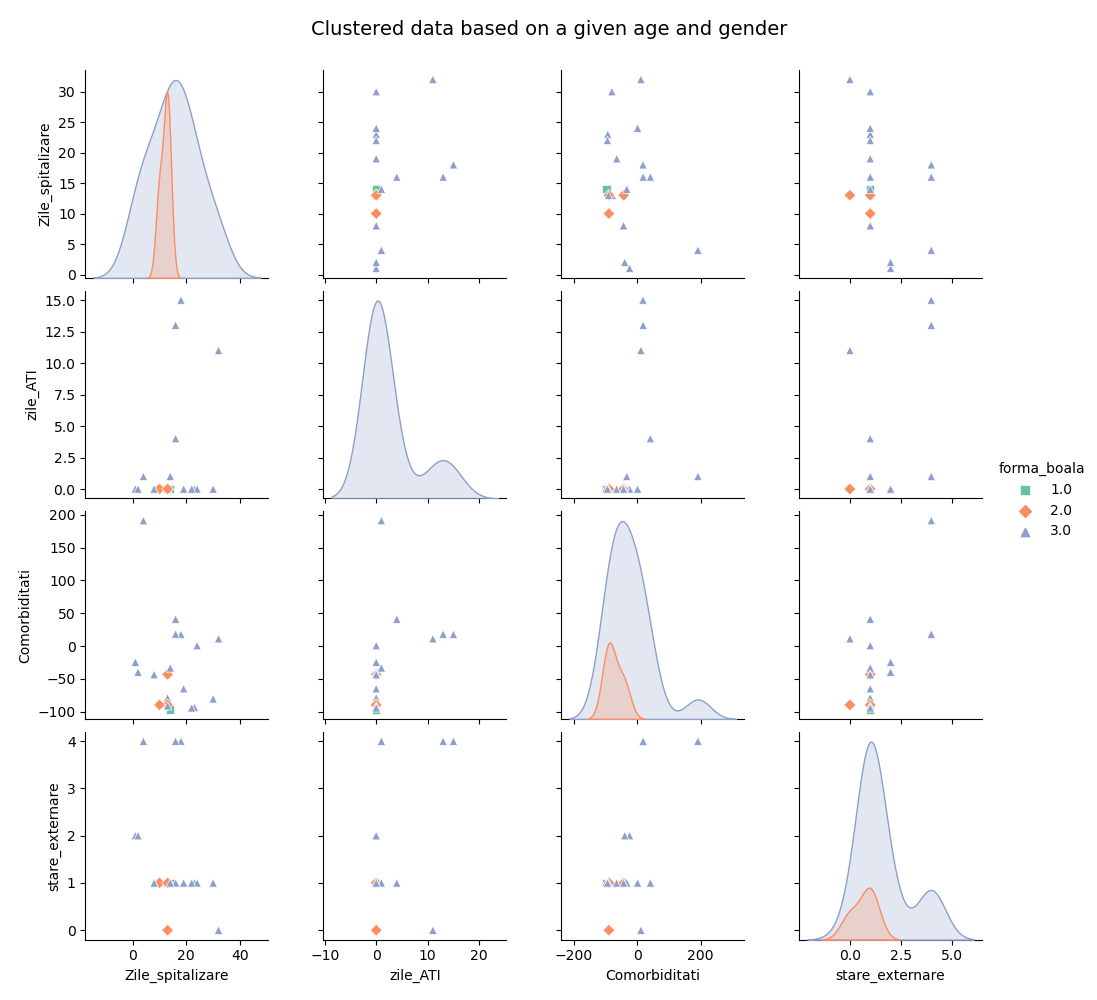 Clustered data based on a given age and gender
Zile_spitalizare
30
25
20
15
10
5
0
zile_ATI
15.0
12.5
10.0
7.5
5.0
2.5
0.0
Comorbiditati
200
150
100
50
0
−50
−100
stare_externare
4
3
2
1
0
0 20 40
Zile_spitalizare
−10 0 10 20
zile_ATI
−200 0 200
Comorbiditati
0.0 2.5 5.0
stare_externare
forma_boala
1.0
2.0
3.0